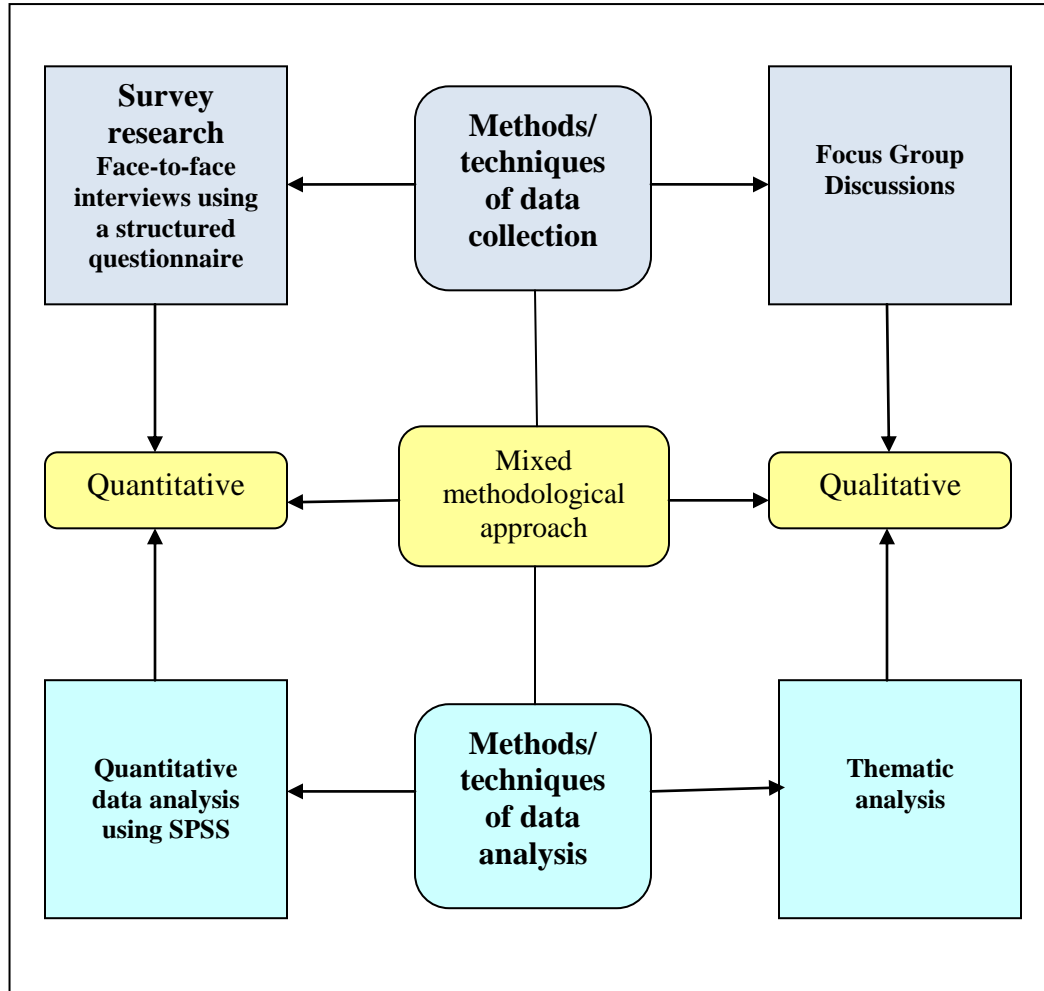 Survey
research
Face-to-face
interviews using
a structured
questionnaire
Methods/
techniques
of data
collection
Focus Group
Discussions
Quantitative
Mixed
methodological
approach
Qualitative
Quantitative
data analysis
using SPSS
Methods/
techniques
of data
analysis
Thematic
analysis